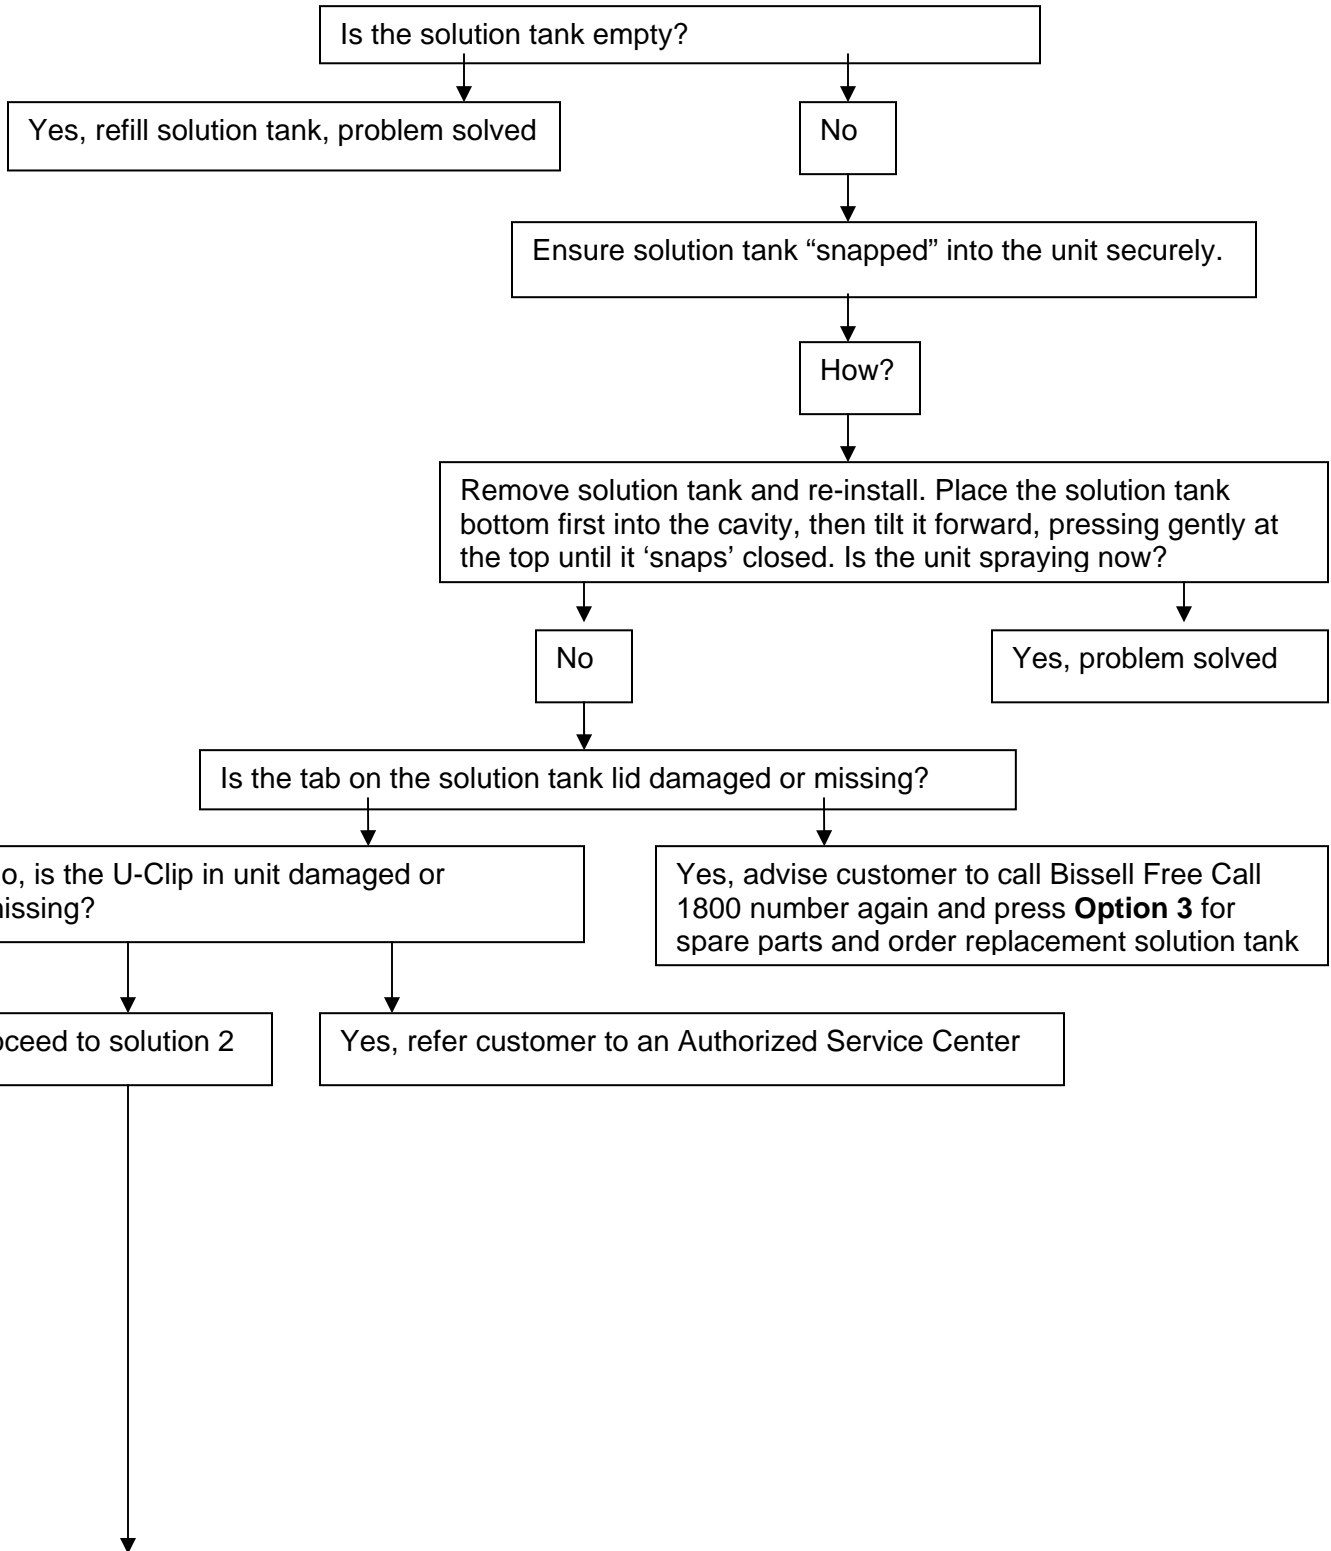 Is the solution tank empty?
Yes, refill solution tank, problem solved
No
Ensure solution tank “snapped” into the unit securely.
How?
Remove solution tank and re-install. Place the solution tank
bottom first into the cavity, then tilt it forward, pressing gently at
the top until it ‘snaps’ closed. Is the unit spraying now?
No
Yes, problem solved
Is the tab on the solution tank lid damaged or missing?
o, is the U-Clip in unit damaged or
issing?
Yes, advise customer to call Bissell Free Call
1800 number again and press Option 3 for
spare parts and order replacement solution tank
ceed to solution 2
Yes, refer customer to an Authorized Service Center